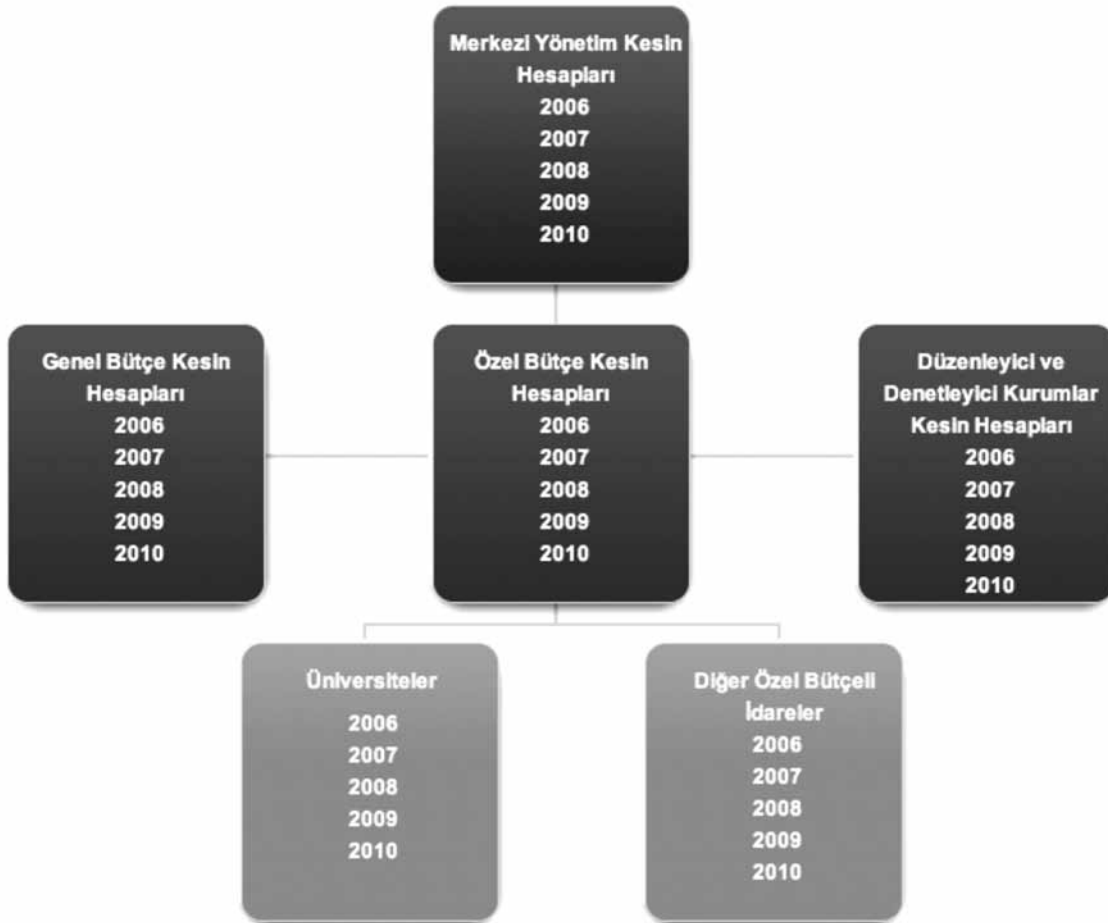 Merkezi Yönetim Kesin
Hesapları
2006
2007
2008
2009
2010
Genel Bütçe Kesin
Hesapları
2006
2007
2008
2009
2010
Özel Bütçe Kesin
Hesapları
2006
2007
2008
2009
2010
Düzenleyici ve
Denetleyici Kurumlar
Kesin Hesapları
2006
2007
2008
2009
2010
Üniversiteler
2006
2007
2008
2009
2010
Diğer Özel Bütçeli
İdareler
2006
2007
2008
2009
2010